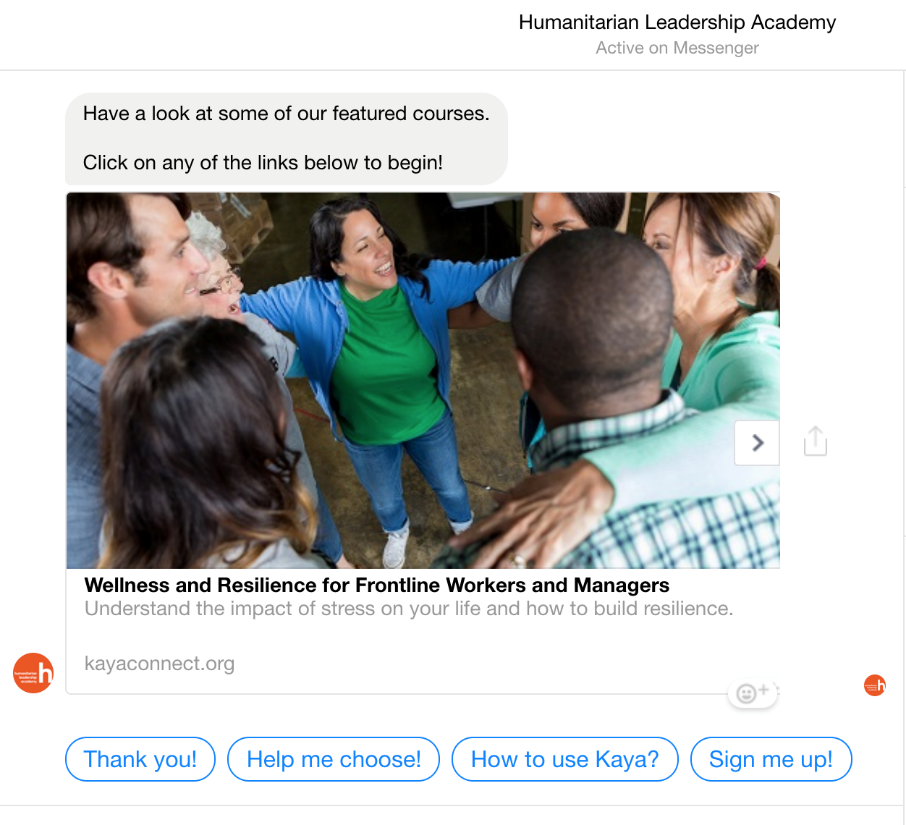 Humanitarian Leadership Academy
Active on Messenger
Have a look at some of our featured courses.
Click on any of the links below to begin!
Wellness and Resilience for Frontline Workers and Managers
Understand the impact of stress on your life and how to build resilience.
kayaconnect.org
humanitarian
leadership
academy
h
h
Thank you!
Help me choose!
How to use Kaya?
Sign me up!